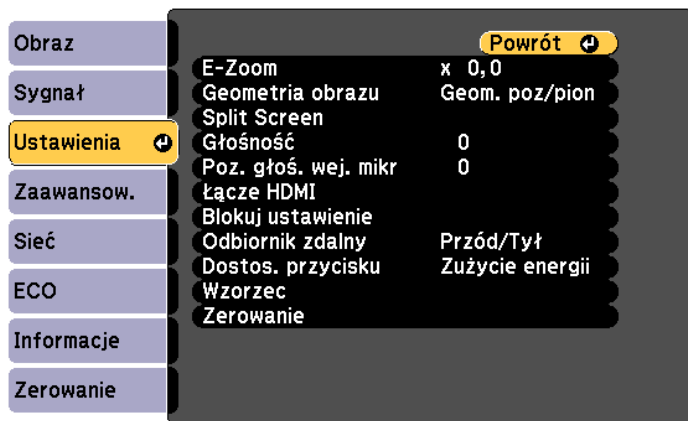 Obraz
Sygnał
Ustawienia
Zaawansow.
Sieć
ECO
Informacje
Zerowanie
Powrót
E-Zoom x 0,0
Geometria obrazu Geom. poz/pion
Split Screen
Głośność 0
Poz. głoś. wej. mikr 0
Łącze HDMI
Blokuj ustawienie
Odbiornik zdalny Przód/Tył
Dostos. przycisku Zużycie energii
Wzorzec
Zerowanie